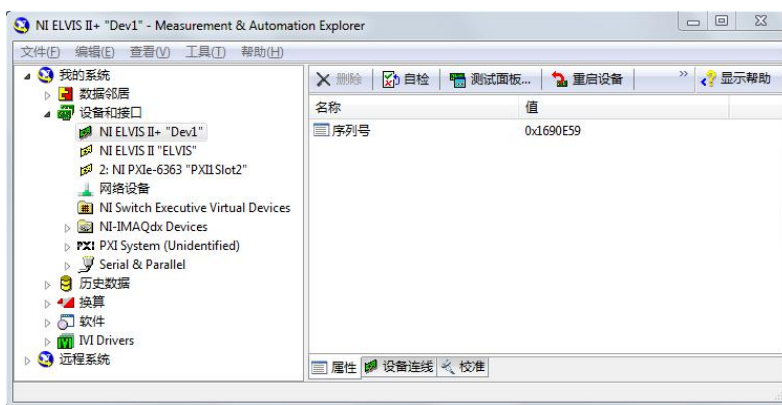 NI ELVIS II+ "Dev1" - Measurement & Automation Explorer
文件(F) 编辑(E) 查看(V) 工具(T) 帮助(H)
我的系统
数据邻居
设备和接口
NI ELVIS II+ "Dev1"
NI ELVIS II "ELVIS"
2: NI PXIe-6363 "PXI1Slot2"
网络设备
NI Switch Executive Virtual Devices
NI-IMAQdx Devices
PXI PXI System (Unidentified)
Serial & Parallel
历史数据
换算
软件
IVI Drivers
远程系统
删除 自检 测试面板... 重启设备 » 显示帮助
名称 值
序列号 0x1690E59
属性 设备连线 校准